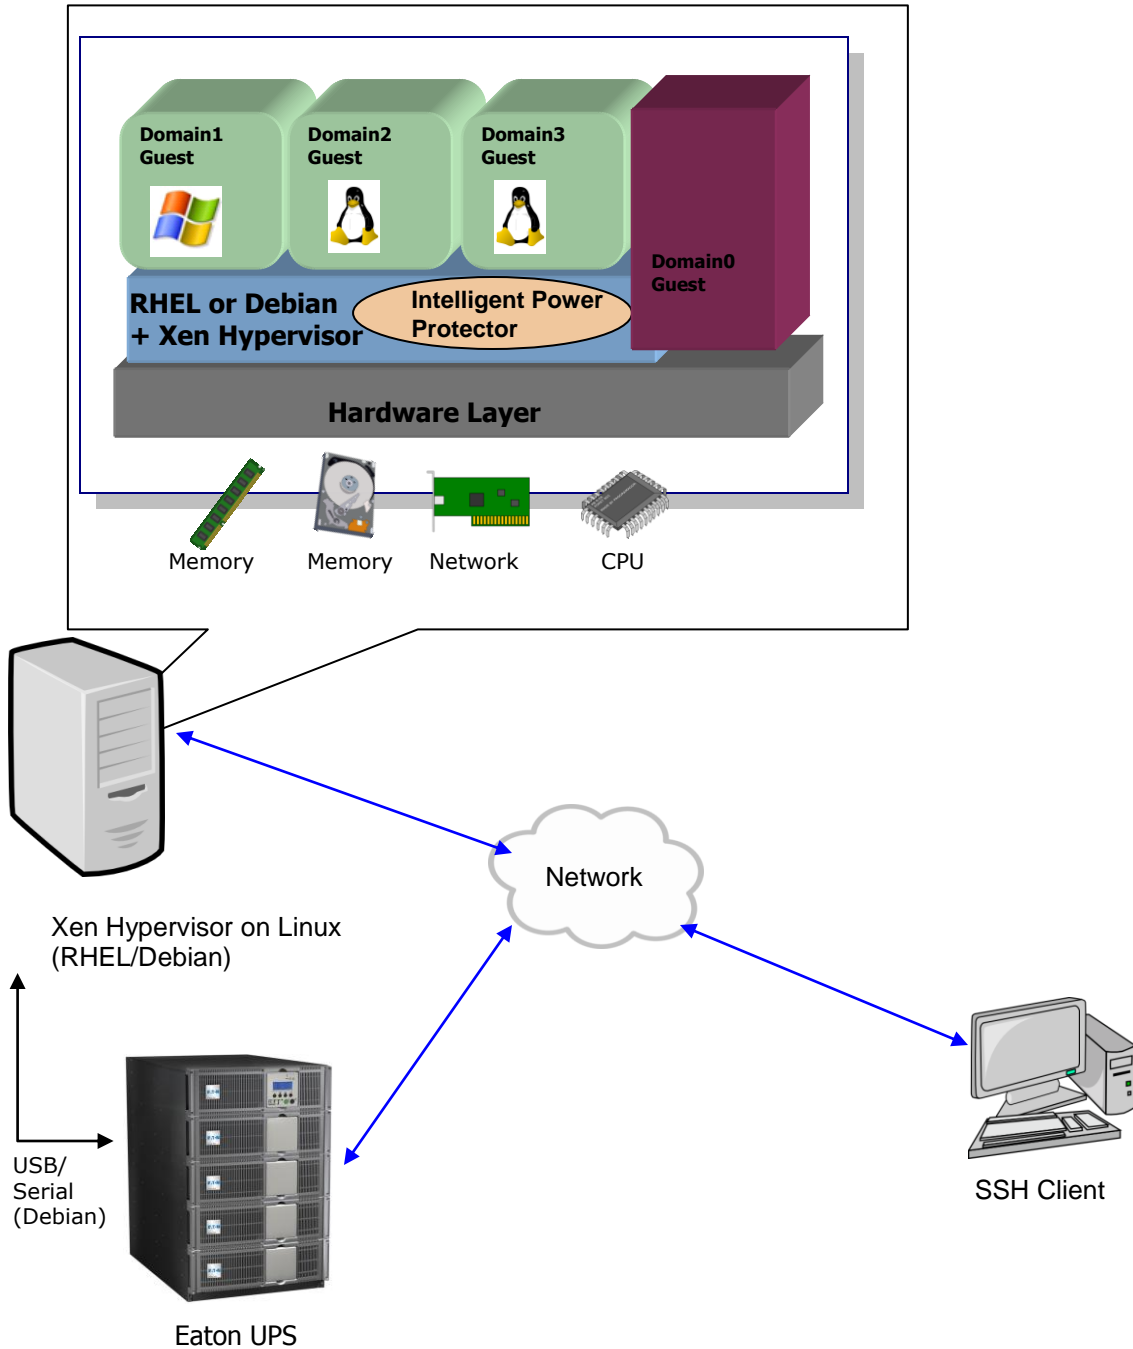 Domain1
Guest
Domain2
Guest
Domain3
Guest
Domain0
Guest
RHEL or Debian
+ Xen Hypervisor
Intelligent Power
Protector
Hardware Layer
Memory
Memory
Network
CPU
Network
Xen Hypervisor on Linux
(RHEL/Debian)
USB/
Serial
(Debian)
SSH Client
Eaton UPS